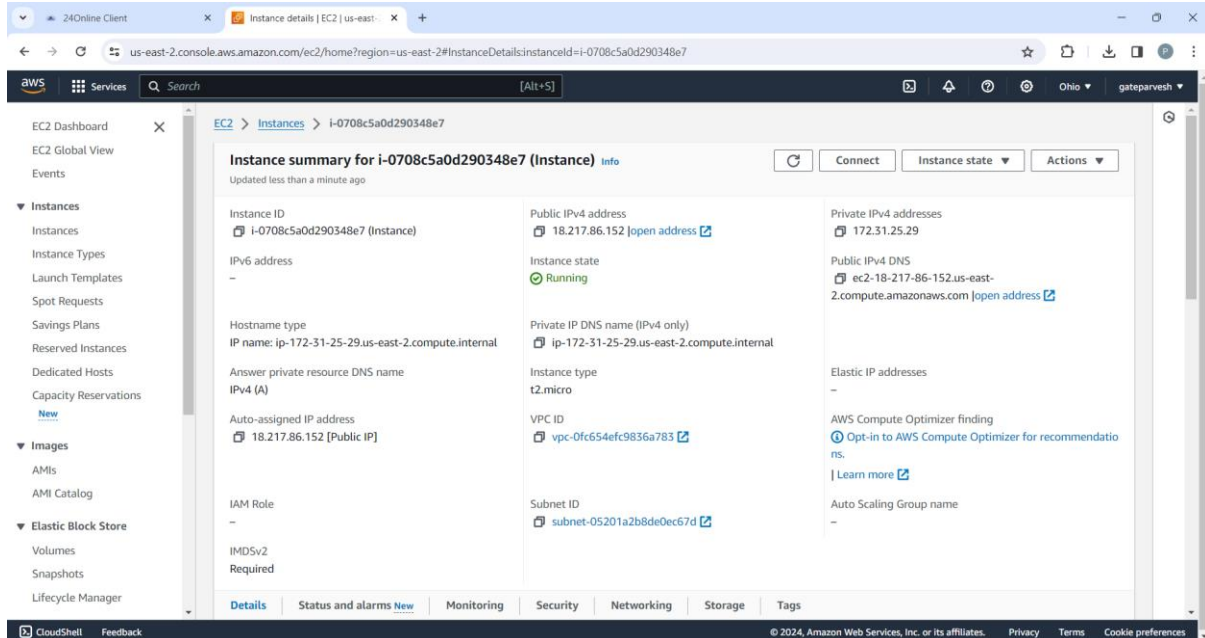 24Online Client
Instance details | EC2 | us-east-
us-east-2.console.aws.amazon.com/ec2/home?region=us-east-2#InstanceDetails:instanceId=i-0708c5a0d290348e7
P
aws
Services
Search
[Alt+S]
Ohio
gateparvesh
EC2 Dashboard
EC2 Global View
Events
Instances
Instances
Instance Types
Launch Templates
Spot Requests
Savings Plans
Reserved Instances
Dedicated Hosts
Capacity Reservations
New
Images
AMIs
AMI Catalog
Elastic Block Store
Volumes
Snapshots
Lifecycle Manager
EC2 > Instances > i-0708c5a0d290348e7
Instance summary for i-0708c5a0d290348e7 (Instance) Info
Updated less than a minute ago
Connect
Instance state
Actions
Instance ID
i-0708c5a0d290348e7 (Instance)
Public IPv4 address
18.217.86.152 |open address
Private IPv4 addresses
172.31.25.29
IPv6 address
–
Instance state
Running
Public IPv4 DNS
ec2-18-217-86-152.us-east-
2.compute.amazonaws.com |open address
Hostname type
IP name: ip-172-31-25-29.us-east-2.compute.internal
Private IP DNS name (IPv4 only)
ip-172-31-25-29.us-east-2.compute.internal
Answer private resource DNS name
IPv4 (A)
Instance type
t2.micro
Elastic IP addresses
–
Auto-assigned IP address
18.217.86.152 [Public IP]
VPC ID
vpc-0fc654efc9836a783
AWS Compute Optimizer finding
Opt-in to AWS Compute Optimizer for recommendatio
ns.
| Learn more
IAM Role
–
Subnet ID
subnet-05201a2b8de0ec67d
Auto Scaling Group name
–
IMDSv2
Required
Details
Status and alarms New
Monitoring
Security
Networking
Storage
Tags
CloudShell
Feedback
© 2024, Amazon Web Services, Inc. or its affiliates.
Privacy
Terms
Cookie preferences